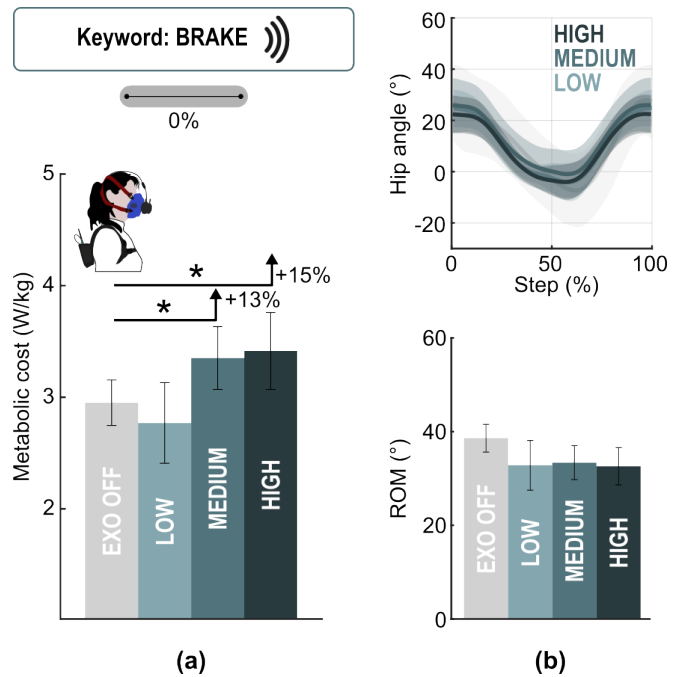 Keyword: BRAKE
0%
Metabolic cost (W/kg)
5
4
3
2
*
+15%
*
+13%
EXO OFF
LOW
MEDIUM
HIGH
(a)
Hip angle (°)
60
40
20
0
-20
HIGH
MEDIUM
LOW
0
50
100
Step (%)
ROM (°)
60
40
20
0
EXO OFF
LOW
MEDIUM
HIGH
(b)